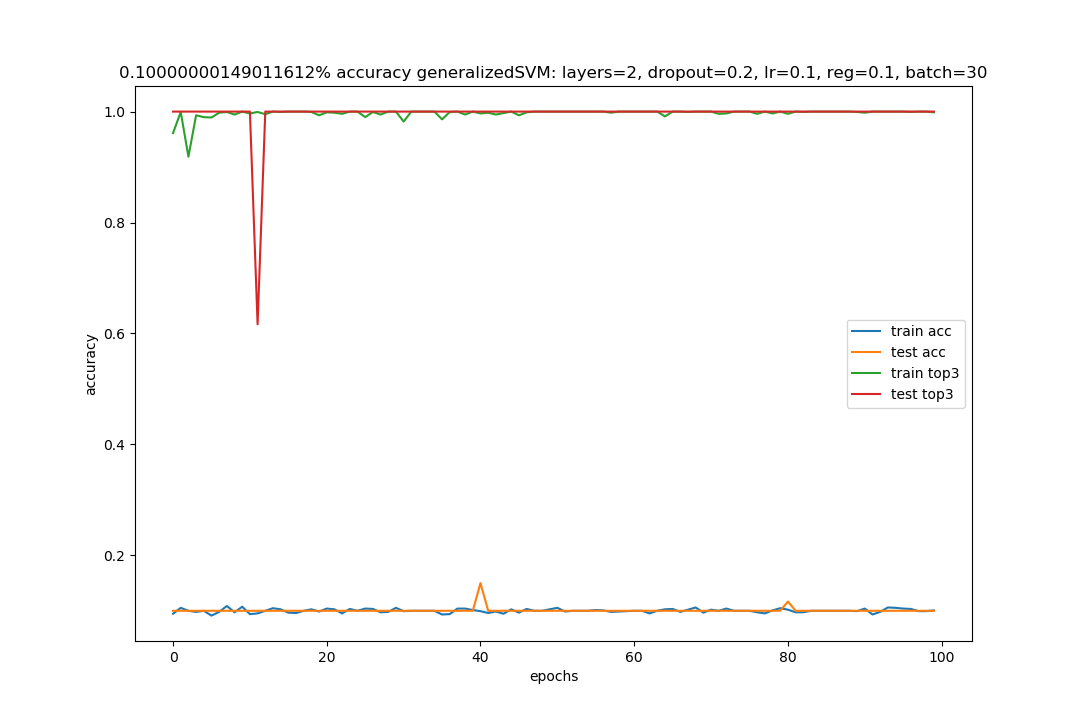 0.10000000149011612% accuracy generalizedSVM: layers=2, dropout=0.2, lr=0.1, reg=0.1, batch=30
1.0
0.8
0.6
0.4
0.2
accuracy
train acc
test acc
train top3
test top3
0 20 40 60 80 100
epochs